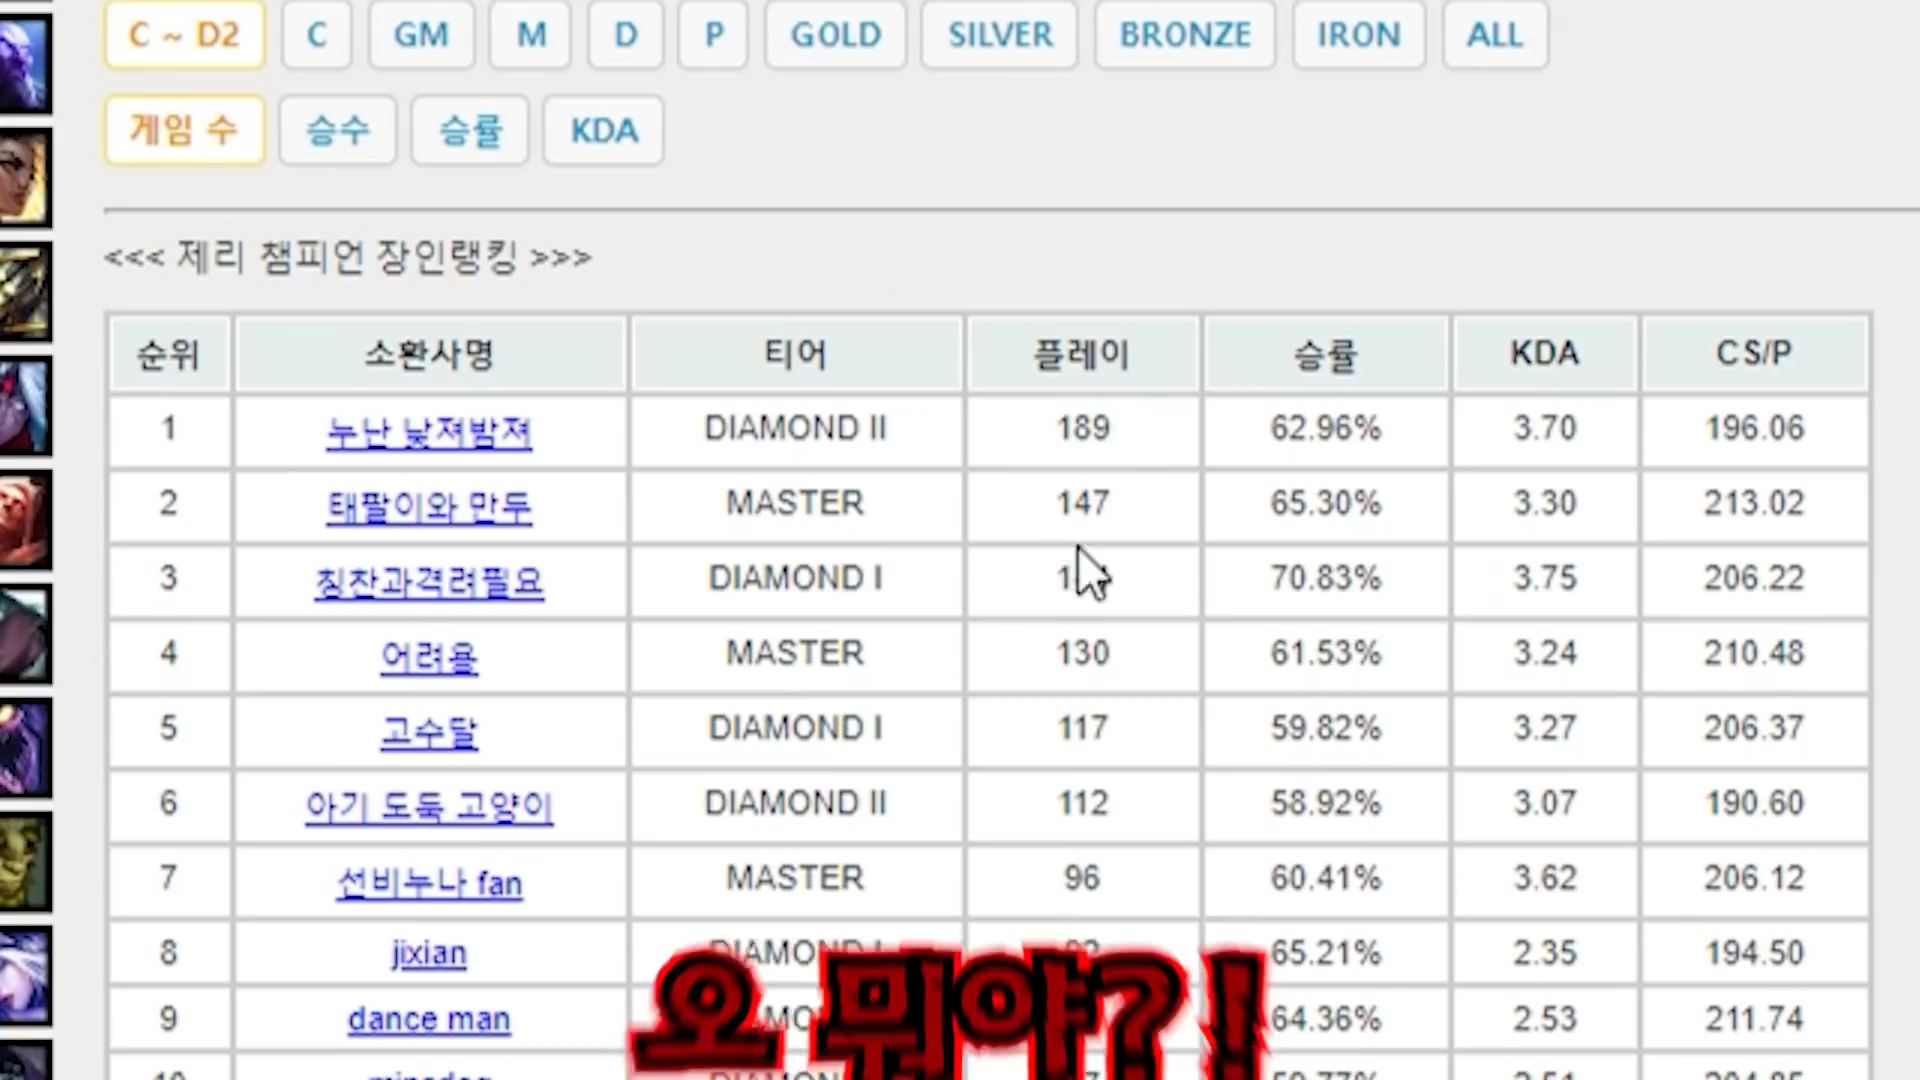 C ~ D2 C GM M D P GOLD SILVER BRONZE IRON ALL
게임 수 승수 승률 KDA
<<< 제리 챔피언 장인랭킹 >>>
순위 소환사명 티어 플레이 승률 KDA CS/P
1 누난 낮져밤져 DIAMOND II 189 62.96% 3.70 196.06
2 태팔이와 만두 MASTER 147 65.30% 3.30 213.02
3 칭찬과격려필요 DIAMOND I 70.83% 3.75 206.22
4 어려욤 MASTER 130 61.53% 3.24 210.48
5 고수달 DIAMOND I 117 59.82% 3.27 206.37
6 아기 도둑 고양이 DIAMOND II 112 58.92% 3.07 190.60
7 선비누나 fan MASTER 96 60.41% 3.62 206.12
8 jixian DIAMOND I 92 65.21% 2.35 194.50
9 dance man 64.36% 2.53 211.74
오 뭐야?!